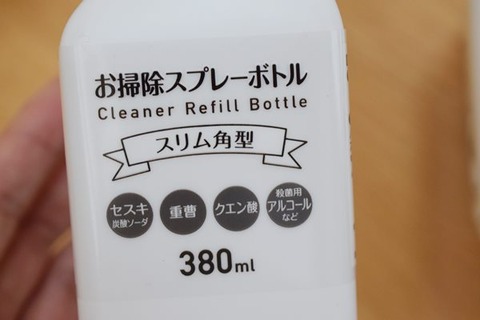 お掃除スプレーボトル
Cleaner Refill Bottle
スリム角型
セスキ
炭酸ソーダ
重曹
クエン酸
殺菌用
アルコール
など
380ml